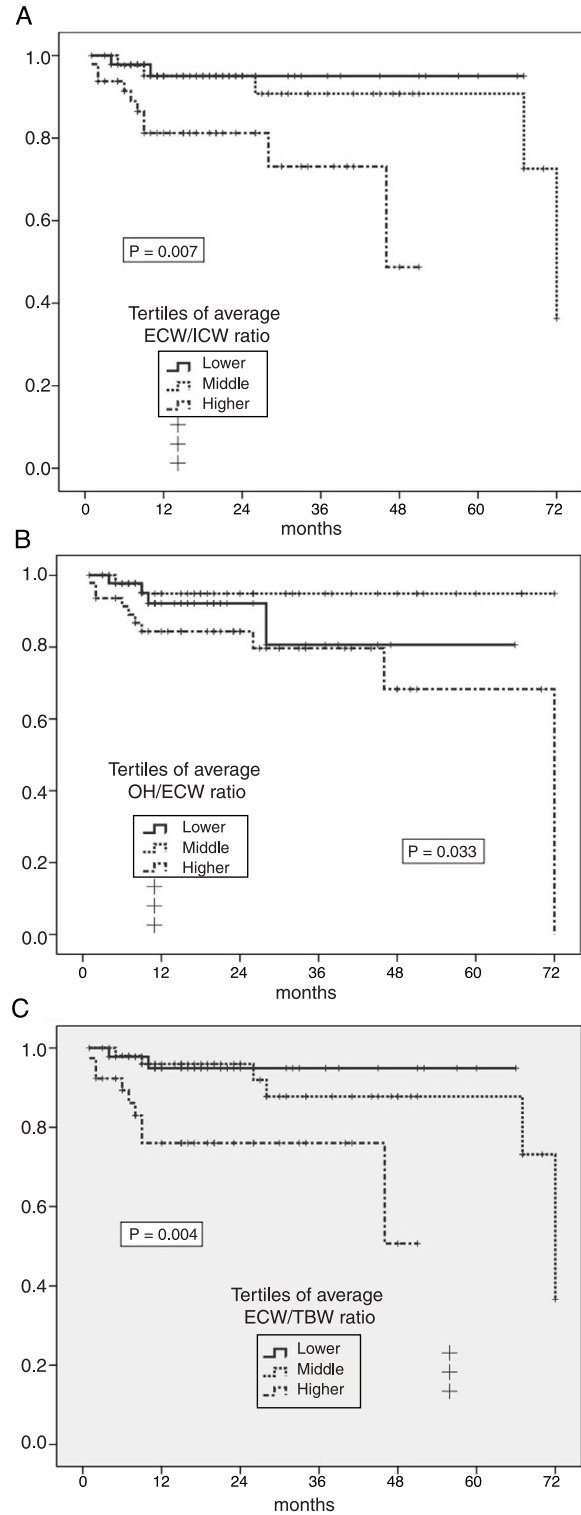 A
1.0
0.8
0.6
P = 0.007
0.4
Tertiles of average
ECW/ICW ratio
Lower
Middle
Higher
0.2
0.0
0 12 24 36 48 60 72
months
B
1.0
0.8
0.6
0.4
Tertiles of average
OH/ECW ratio
Lower
Middle
Higher
P = 0.033
0.2
0.0
0 12 24 36 48 60 72
months
C
1.0
0.8
0.6
P = 0.004
0.4
Tertiles of average
ECW/TBW ratio
Lower
Middle
Higher
0.2
0.0
0 12 24 36 48 60 72
months